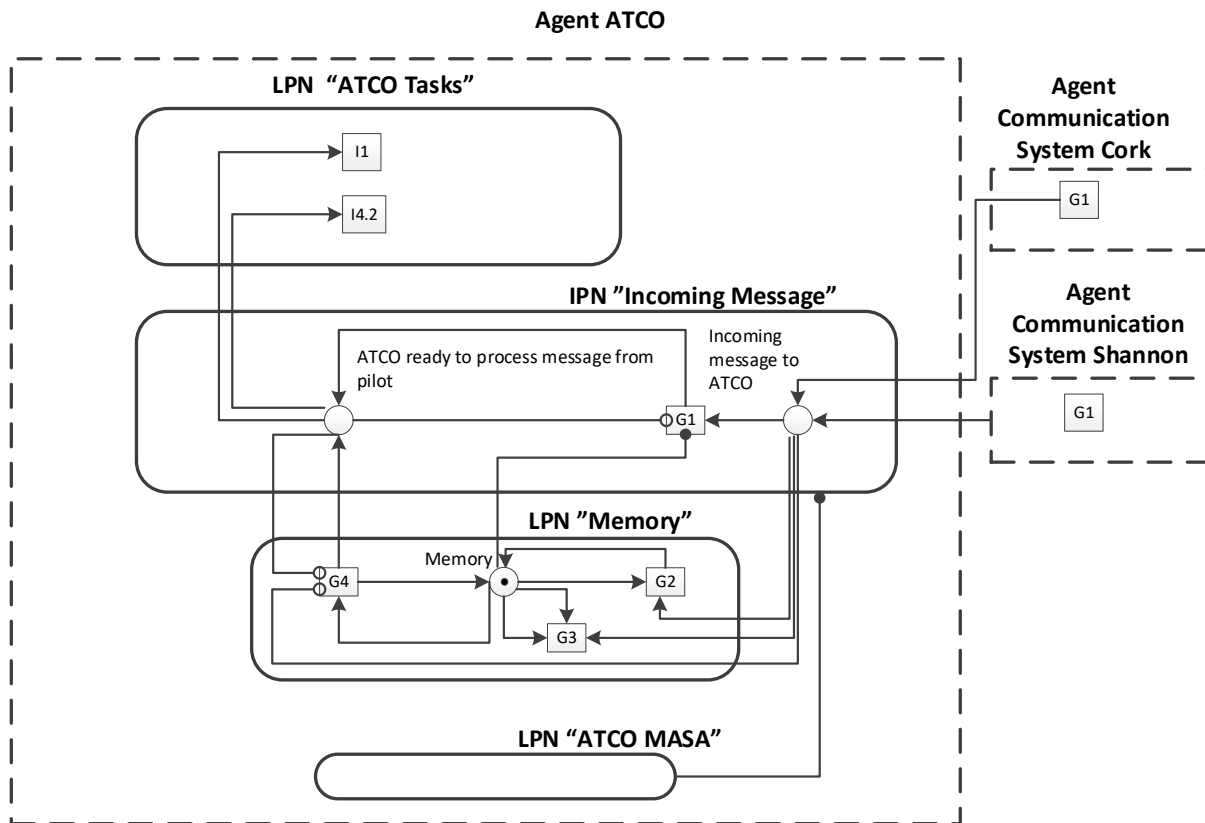 Agent ATCO
LPN “ATCO Tasks”
I1
I4.2
Agent
Communication
System Cork
G1
IPN ”Incoming Message”
Agent
Communication
System Shannon
G1
ATCO ready to process message from
pilot
Incoming
message to
ATCO
G1
LPN ”Memory”
Memory
G4
G2
G3
LPN “ATCO MASA”